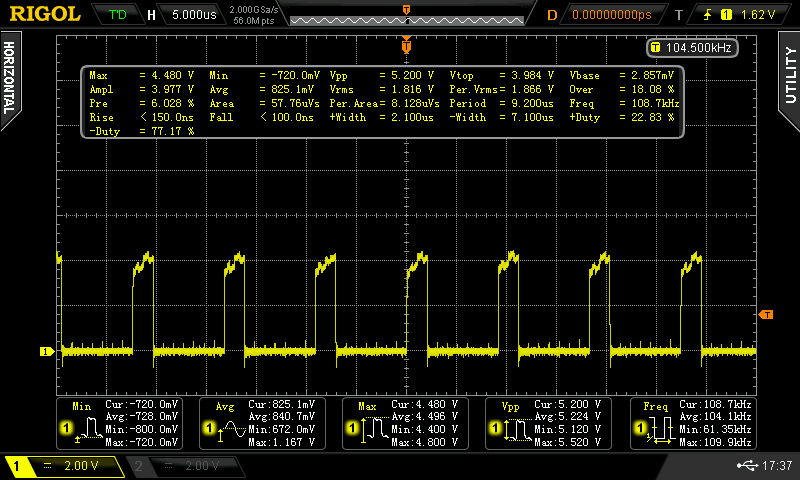 RIGOL T'D H 5.000us 2.000GSa/s 56.0M pts D 0.00000000ps T 1 1.62 V
HORIZONTAL
UTILITY
T 104.500kHz
Max = 4.480 V Min = -720.0mV Vpp = 5.200 V Vtop = 3.984 V Vbase = 2.857mV
Ampl = 3.977 V Avg = 825.1mV Vrms = 1.816 V Per.Vrms= 1.866 V Over = 18.08 %
Pre = 6.028 % Area = 57.76uVs Per.Area= 8.128uVs Period = 9.200us Freq = 108.7kHz
Rise < 150.0ns Fall < 100.0ns +Width = 2.100us -Width = 7.100us +Duty = 22.83 %
-Duty = 77.17 %
T
1
Min Cur:-720.0mV
Avg:-728.0mV
1 Min:-800.0mV
Max:-720.0mV
Avg Cur:825.1mV
Avg:840.7mV
1 Min:672.0mV
Max:1.167 V
Max Cur:4.480 V
Avg:4.496 V
1 Min:4.400 V
Max:4.800 V
Vpp Cur:5.200 V
Avg:5.224 V
1 Min:5.120 V
Max:5.520 V
Freq Cur:108.7kHz
Avg:104.1kHz
1 Min:61.35kHz
Max:109.9kHz
1 2.00 V 2 2.00 V 17:37